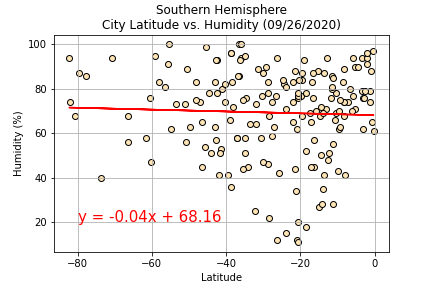 Southern Hemisphere
City Latitude vs. Humidity (09/26/2020)
100
80
60
40
20
Humidity (%)
y = -0.04x + 68.16
−80
−60
−40
−20
0
Latitude